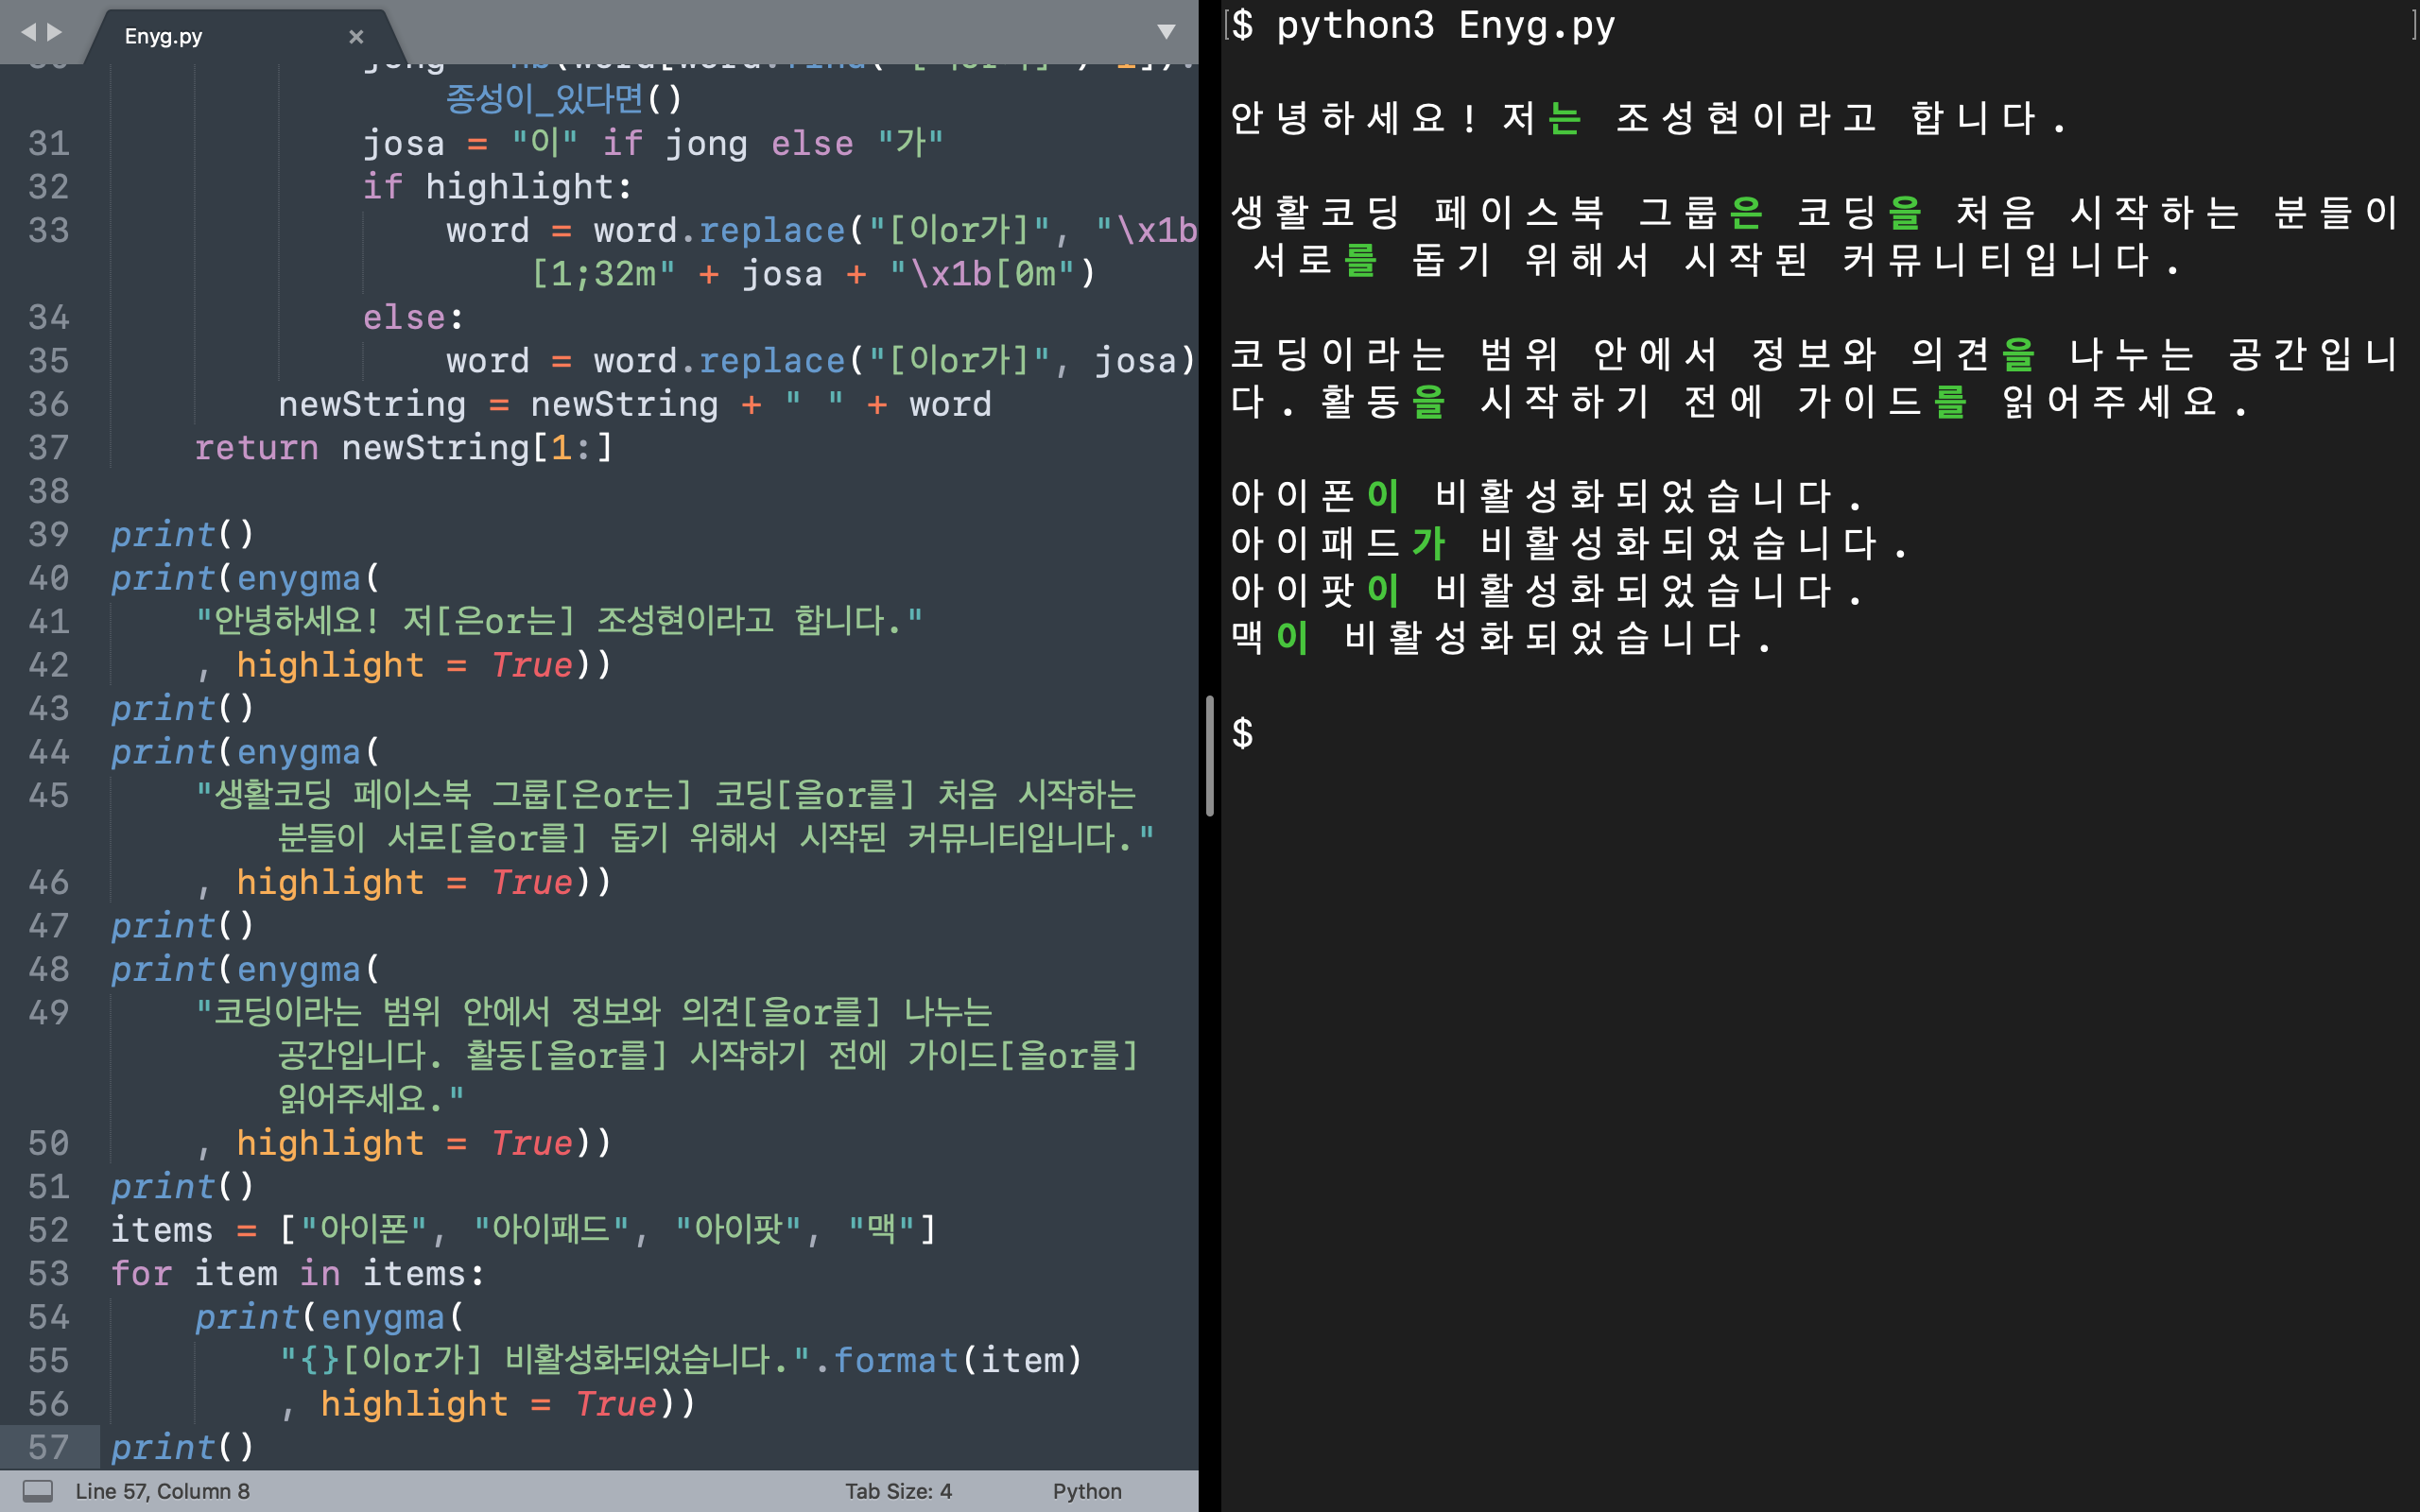 Enyg.py ×
종성이_있다면()
31 josa = "이" if jong else "가"
32 if highlight:
33 word = word.replace("[이or가]", "\x1b
[1;32m" + josa + "\x1b[0m")
34 else:
35 word = word.replace("[이or가]", josa)
36 newString = newString + " " + word
37 return newString[1:]
38
39 print()
40 print(enygma(
41 "안녕하세요! 저[은or는] 조성현이라고 합니다."
42 , highlight = True))
43 print()
44 print(enygma(
45 "생활코딩 페이스북 그룹[은or는] 코딩[을or를] 처음 시작하는
분들이 서로[을or를] 돕기 위해서 시작된 커뮤니티입니다."
46 , highlight = True))
47 print()
48 print(enygma(
49 "코딩이라는 범위 안에서 정보와 의견[을or를] 나누는
공간입니다. 활동[을or를] 시작하기 전에 가이드[을or를]
읽어주세요."
50 , highlight = True))
51 print()
52 items = ["아이폰", "아이패드", "아이팟", "맥"]
53 for item in items:
54 print(enygma(
55 "{}[이or가] 비활성화되었습니다.".format(item)
56 , highlight = True))
57 print()
Line 57, Column 8 Tab Size: 4 Python
[$ python3 Enyg.py ]
안녕하세요! 저는 조성현이라고 합니다.
생활코딩 페이스북 그룹은 코딩을 처음 시작하는 분들이
서로를 돕기 위해서 시작된 커뮤니티입니다.
코딩이라는 범위 안에서 정보와 의견을 나누는 공간입니
다. 활동을 시작하기 전에 가이드를 읽어주세요.
아이폰이 비활성화되었습니다.
아이패드가 비활성화되었습니다.
아이팟이 비활성화되었습니다.
맥이 비활성화되었습니다.
$